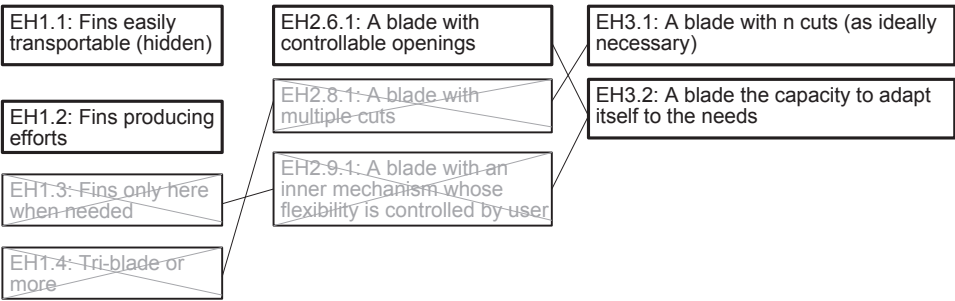 EH1.1: Fins easily
transportable (hidden)
EH1.2: Fins producing
efforts
EH1.3: Fins only here
when needed
EH1.4: Tri-blade or
more
EH2.6.1: A blade with
controllable openings
EH2.8.1: A blade with
multiple cuts
EH2.9.1: A blade with an
inner mechanism whose
flexibility is controlled by user
EH3.1: A blade with n cuts (as ideally
necessary)
EH3.2: A blade the capacity to adapt
itself to the needs